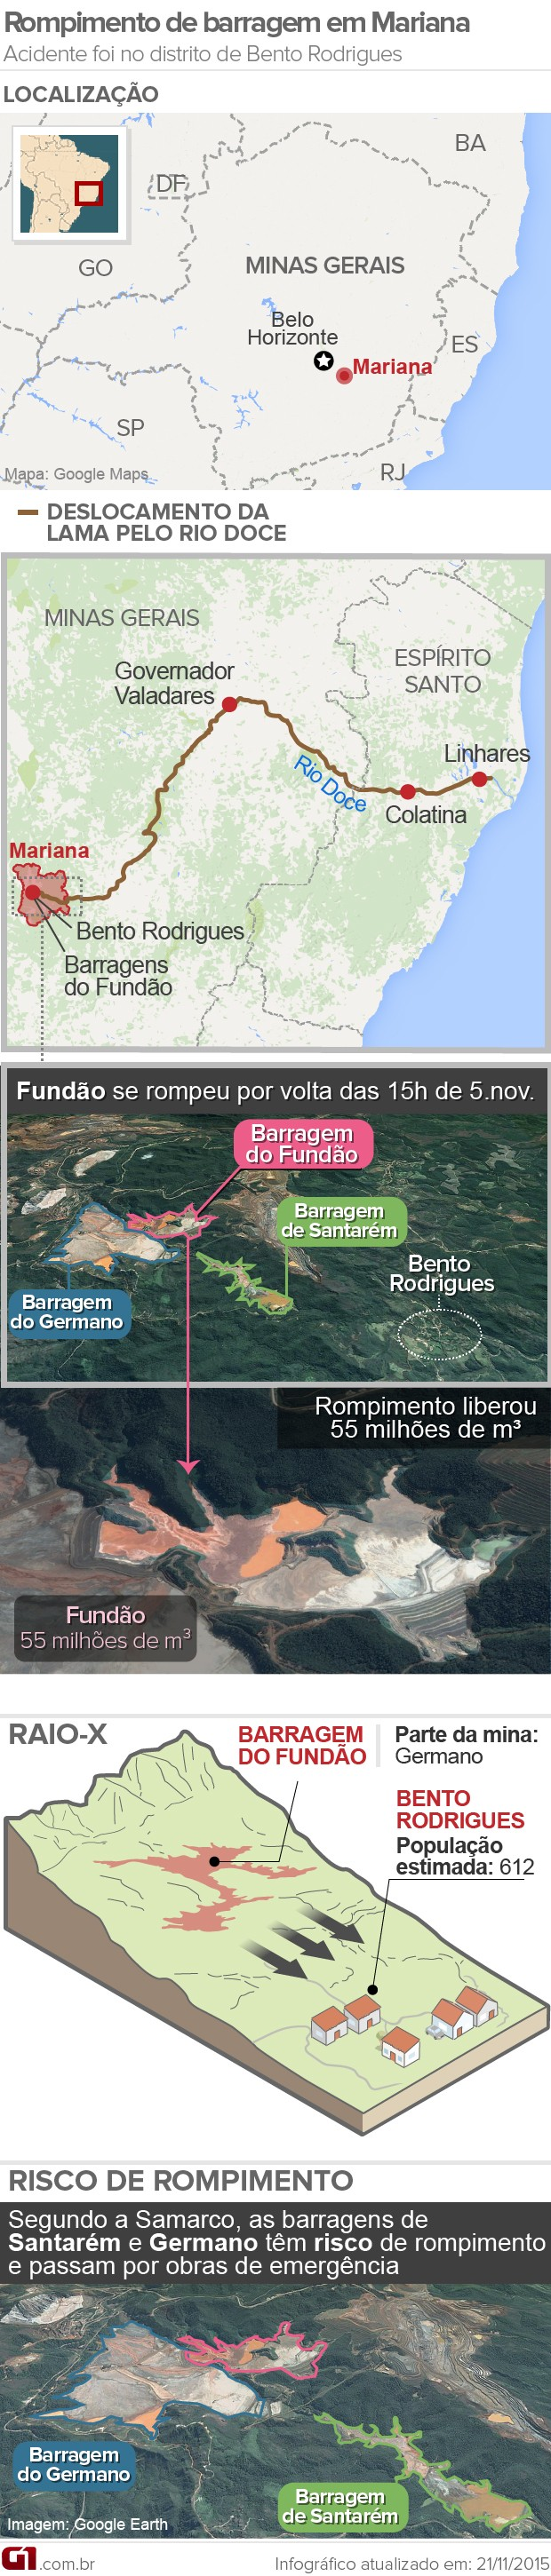 Rompimento de barragem em Mariana
Acidente foi no distrito de Bento Rodrigues
LOCALIZAÇÃO
BA
DF
GO
MINAS GERAIS
Belo
Horizonte
ES
Mariana
SP
RJ
Mapa: Google Maps
DESLOCAMENTO DA
LAMA PELO RIO DOCE
MINAS GERAIS
ESPÍRITO
SANTO
Governador
Valadares
Linhares
Rio Doce
Colatina
Mariana
Bento Rodrigues
Barragens
do Fundão
Fundão se rompeu por volta das 15h de 5.nov.
Barragem
do Fundão
Barragem
de Santarém
Bento
Rodrigues
Barragem
do Germano
Rompimento liberou
55 milhões de m³
Fundão
55 milhões de m³
RAIO-X
BARRAGEM
DO FUNDÃO
Parte da mina:
Germano
BENTO
RODRIGUES
População
estimada: 612
RISCO DE ROMPIMENTO
Segundo a Samarco, as barragens de
Santarém e Germano têm risco de rompimento
e passam por obras de emergência
Barragem
do Germano
Barragem
de Santarém
Imagem: Google Earth
G1.com.br
Infográfico atualizado em: 21/11/2015